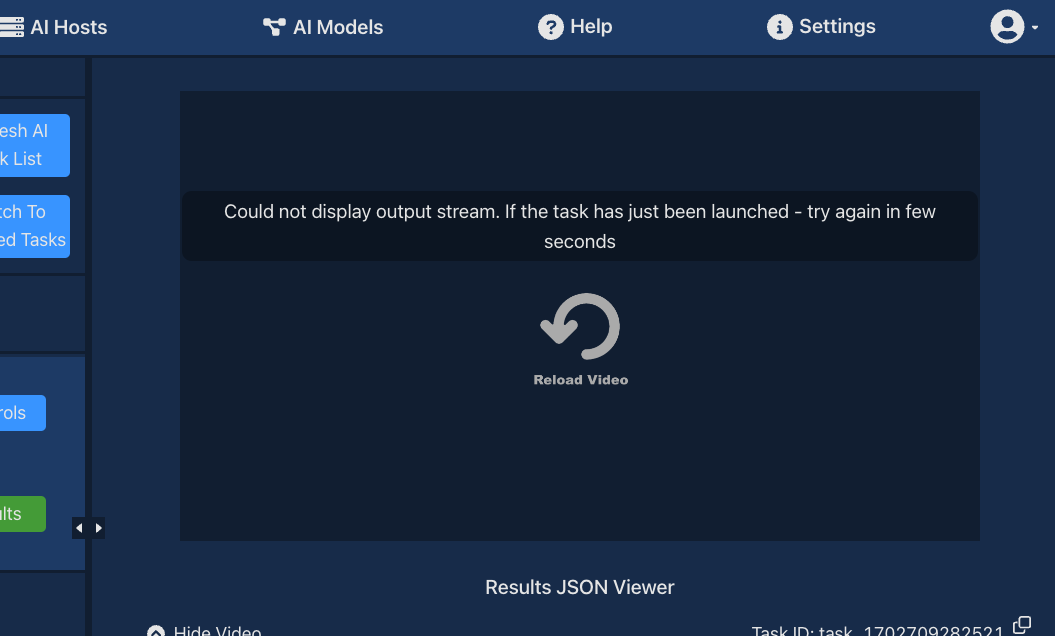 AI Hosts
AI Models
Help
Settings
esh AI
k List
tch To
ed Tasks
rols
lts
Could not display output stream. If the task has just been launched - try again in few
seconds
Reload Video
Results JSON Viewer
Hide Video
Task ID: task_1702709282521